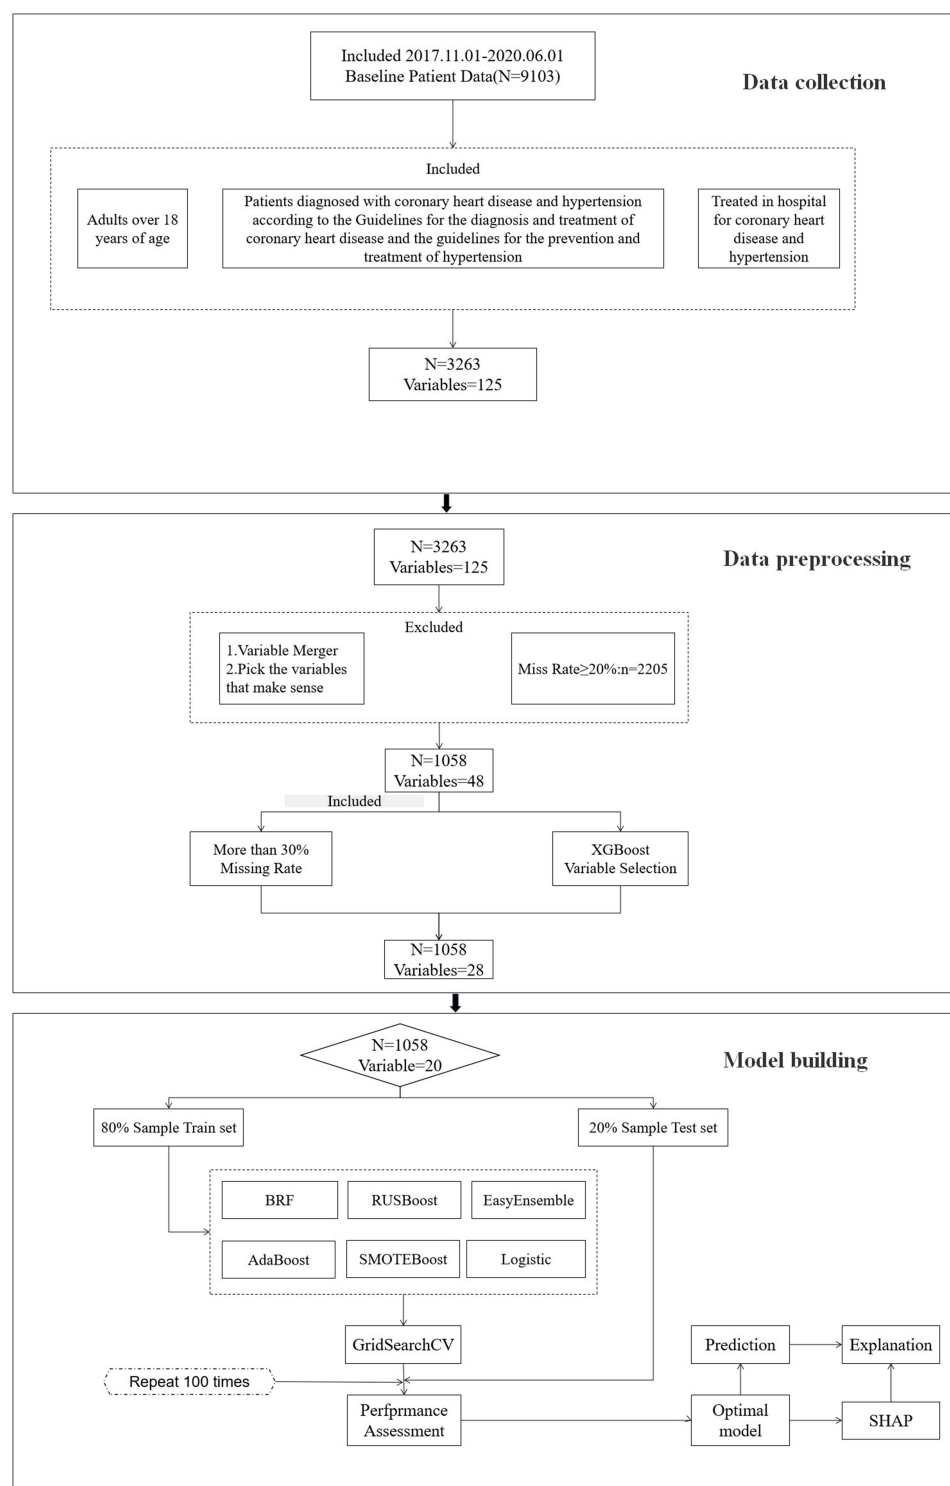 Included 2017.11.01-2020.06.01
Baseline Patient Data(N=9103)
Data collection
Included
Adults over 18
years of age
Patients diagnosed with coronary heart disease and hypertension
according to the Guidelines for the diagnosis and treatment of
coronary heart disease and the guidelines for the prevention and
treatment of hypertension
Treated in hospital
for coronary heart
disease and
hypertension
N=3263
Variables=125
N=3263
Variables=125
Data preprocessing
Excluded
1.Variable Merger
2.Pick the variables
that make sense
Miss Rate≥20%:n=2205
N=1058
Variables=48
Included
More than 30%
Missing Rate
XGBoost
Variable Selection
N=1058
Variables=28
N=1058
Variable=20
Model building
80% Sample Train set
20% Sample Test set
BRF
RUSBoost
EasyEnsemble
AdaBoost
SMOTEBoost
Logistic
GridSearchCV
Prediction
Explanation
Repeat 100 times
Perfprmance
Assessment
Optimal
model
SHAP